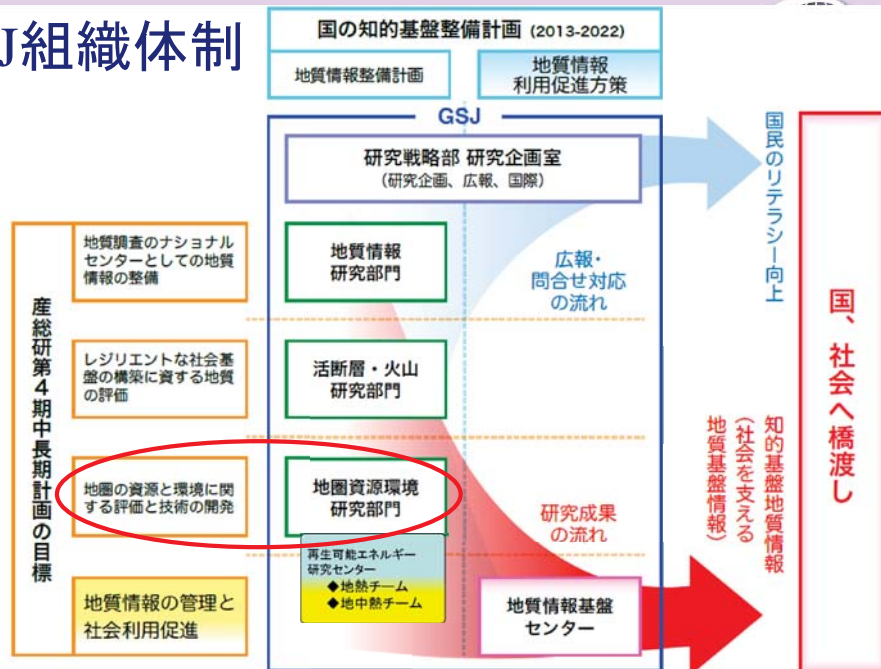 J組織体制
国の知的基盤整備計画 (2013-2022)
地質情報整備計画
地質情報
利用促進方策
GSJ
研究戦略部 研究企画室
(研究企画、広報、国際)
産総研第4期中長期計画の目標
地質調査のナショナル
センターとしての地質
情報の整備
地質情報
研究部門
広報・
問合せ対応
の流れ
国民のリテラシー向上
レジリエントな社会基
盤の構築に資する地質
の評価
活断層・火山
研究部門
地圏の資源と環境に関
する評価と技術の開発
地圏資源環境
研究部門
研究成果
の流れ
知的基盤地質情報
(社会を支える
地質基盤情報)
再生可能エネルギー
研究センター
◆地熱チーム
◆地中熱チーム
地質情報の管理と
社会利用促進
地質情報基盤
センター
国、社会へ橋渡し